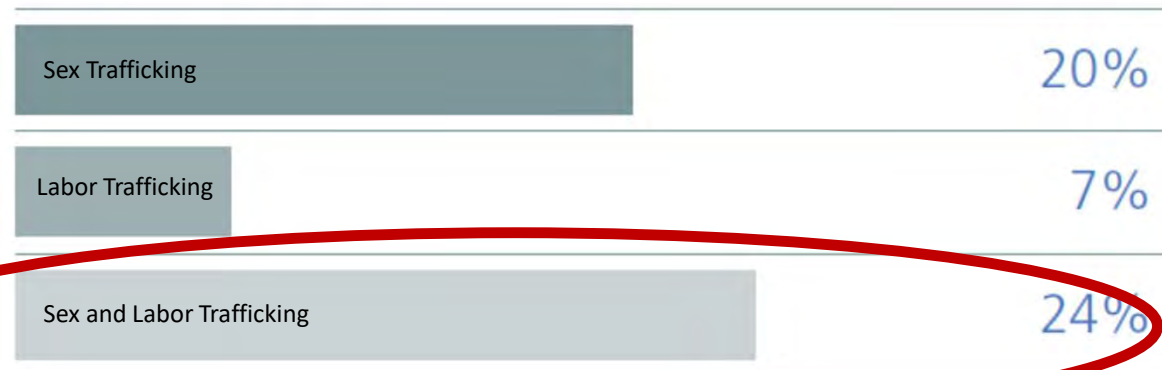 Sex Trafficking 20%
Labor Trafficking 7%
Sex and Labor Trafficking 24%